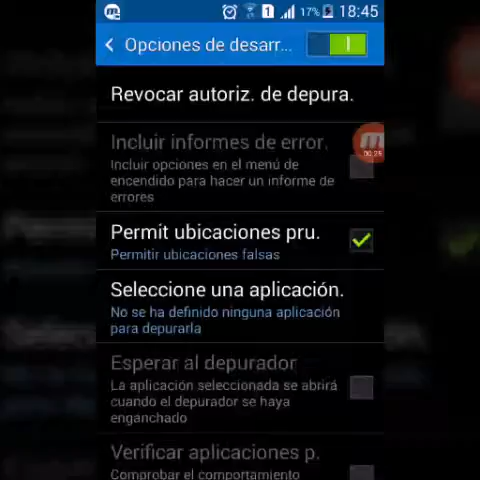 1 17% 18:45
Opciones de desarr...
Revocar autoriz. de depura.
Incluir informes de error.
Incluir opciones en el menú de
encendido para hacer un informe de
errores
00:29
Permit ubicaciones pru.
Permitir ubicaciones falsas
Seleccione una aplicación.
No se ha definido ninguna aplicación
para depurarla
Esperar al depurador
La aplicación seleccionada se abrirá
cuando el depurador se haya
enganchado
Verificar aplicaciones p.
Comprobar el comportamiento